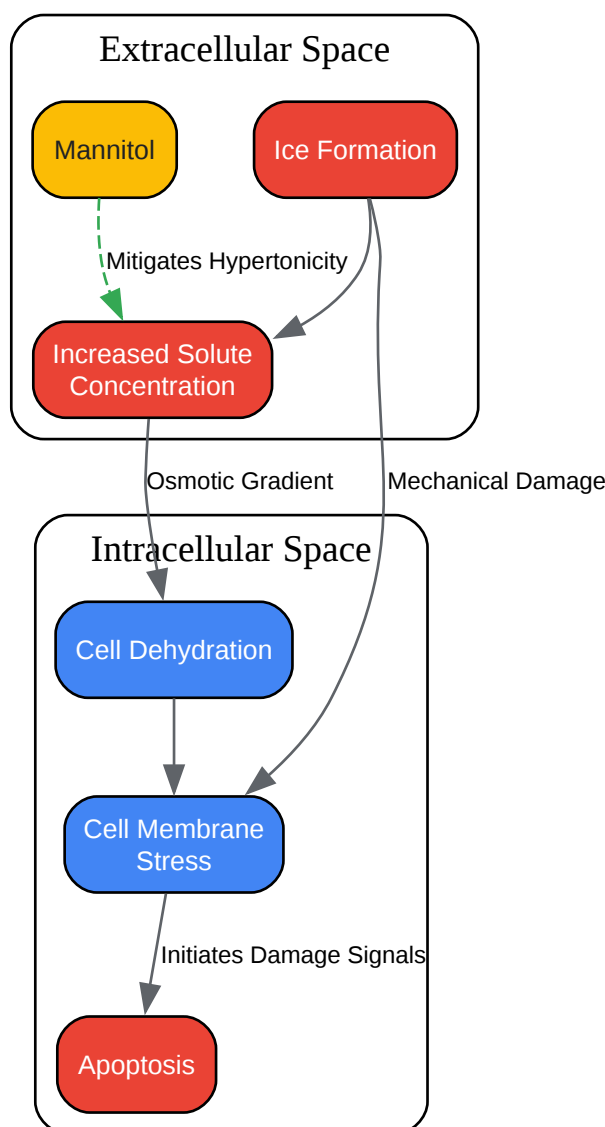 Extracellular Space
Mannitol
Ice Formation
Mitigates Hypertonicity
Increased Solute
Concentration
Osmotic Gradient
Mechanical Damage
Intracellular Space
Cell Dehydration
Cell Membrane
Stress
Initiates Damage Signals
Apoptosis